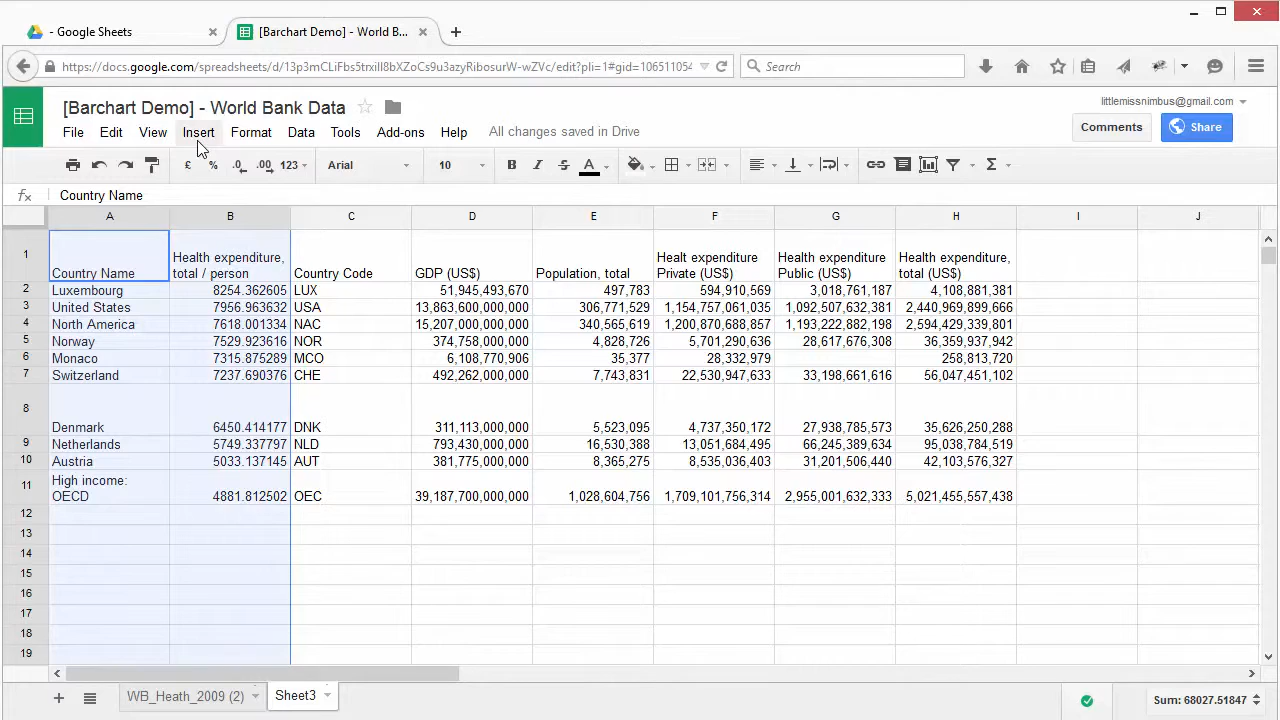 - Google Sheets
[Barchart Demo] - World B...
https://docs.google.com/spreadsheets/d/13p3mCLiFbs5trxill8bXZoCs9u3azyRibosurW-wZVc/edit?pli=1#gid=106511054
Search
[Barchart Demo] - World Bank Data
littlemissnimbus@gmail.com
File Edit View Insert Format Data Tools Add-ons Help All changes saved in Drive
Comments Share
£ % .0 .00 123 Arial 10 B I S A Σ
fx Country Name
A B C D E F G H I J
1 Country Name Health expenditure, total / person Country Code GDP (US$) Population, total Healt expenditure Private (US$) Health expenditure Public (US$) Health expenditure, total (US$)
2 Luxembourg 8254.362605 LUX 51,945,493,670 497,783 594,910,569 3,018,761,187 4,108,881,381
3 United States 7956.963632 USA 13,863,600,000,000 306,771,529 1,154,757,061,035 1,092,507,632,381 2,440,969,899,666
4 North America 7618.001334 NAC 15,207,000,000,000 340,565,619 1,200,870,688,857 1,193,222,882,198 2,594,429,339,801
5 Norway 7529.923616 NOR 374,758,000,000 4,828,726 5,701,290,636 28,617,676,308 36,359,937,942
6 Monaco 7315.875289 MCO 6,108,770,906 35,377 28,332,979 258,813,720
7 Switzerland 7237.690376 CHE 492,262,000,000 7,743,831 22,530,947,633 33,198,661,616 56,047,451,102
8 Denmark 6450.414177 DNK 311,113,000,000 5,523,095 4,737,350,172 27,938,785,573 35,626,250,288
9 Netherlands 5749.337797 NLD 793,430,000,000 16,530,388 13,051,684,495 66,245,389,634 95,038,784,519
10 Austria 5033.137145 AUT 381,775,000,000 8,365,275 8,535,036,403 31,201,506,440 42,103,576,327
11 High income: OECD 4881.812502 OEC 39,187,700,000,000 1,028,604,756 1,709,101,756,314 2,955,001,632,333 5,021,455,557,438
12
13
14
15
16
17
18
19
WB_Heath_2009 (2) Sheet3
Sum: 68027.51847